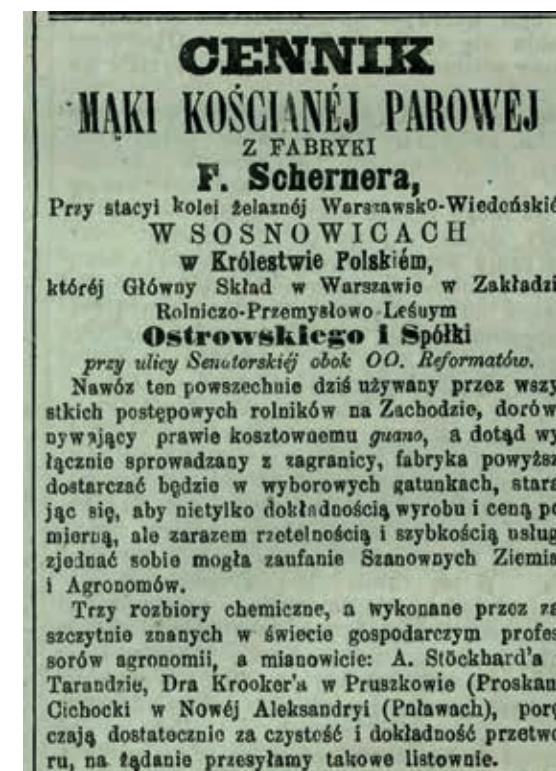 CENNIK
MĄKI KOŚCIANÉJ PAROWEJ
Z FABRYKI
F. Schernera,
Przy stacyi kolei żelaznéj Warszawsko-Wiedeńskié
W SOSNOWICACH
w Królestwie Polskiém,
któréj Główny Skład w Warszawie w Zakładzi
Rolniczo-Przemysłowo-Leśnym
Ostrowskiego i Spółki
przy ulicy Senatorskiéj obok OO. Reformatów.
Nawóz ten powszechnie dziś używany przez wszy
stkich postępowych rolników na Zachodzie, dorów
nywający prawie kosztownemu guano, a dotąd wy
łącznie sprowadzany z zagranicy, fabryka powyższ
dostarczać będzie w wyborowych gatunkach, stara
jąc się, aby nietylko dokładnością wyrobu i ceną po
mierną, ale zarazem rzetelnością i szybkością usług
zjednać sobie mogła zaufanie Szanownych Ziemia
i Agronomów.
Trzy rozbiory chemiczne, a wykonane przez za
szczytnie znanych w świecie gospodarczym profes
sorów agronomii, a mianowicie: A. Stöckhard'a
Tarandzie, Dra Krooker'a w Pruszkowie (Proskan
Cichocki w Nowéj Aleksandryi (Puławach), porę
czają dostatecznie za czystość i dokładność przetwo
ru, na żądanie przesyłamy takowe listownie.